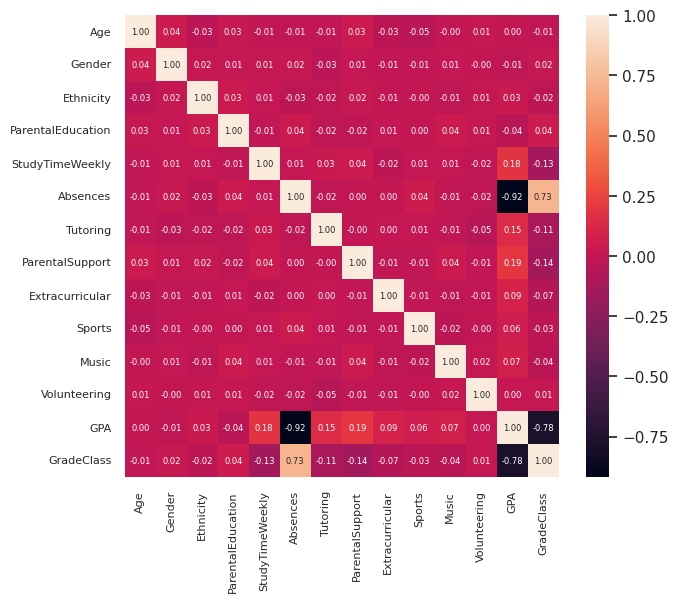 Age 1.00 0.04 -0.03 0.03 -0.01 -0.01 -0.01 0.03 -0.03 -0.05 -0.00 0.01 0.00 -0.01
Gender 0.04 1.00 0.02 0.01 0.01 0.02 -0.03 0.01 -0.01 -0.01 0.01 -0.00 -0.01 0.02
Ethnicity -0.03 0.02 1.00 0.03 0.01 -0.03 -0.02 0.02 -0.01 -0.00 -0.01 0.01 0.03 -0.02
ParentalEducation 0.03 0.01 0.03 1.00 -0.01 0.04 -0.02 -0.02 0.01 0.00 0.04 0.01 -0.04 0.04
StudyTimeWeekly -0.01 0.01 0.01 -0.01 1.00 0.01 0.03 0.04 -0.02 0.01 0.01 -0.02 0.18 -0.13
Absences -0.01 0.02 -0.03 0.04 0.01 1.00 -0.02 0.00 0.00 0.04 -0.01 -0.02 -0.92 0.73
Tutoring -0.01 -0.03 -0.02 -0.02 0.03 -0.02 1.00 -0.00 0.00 0.01 -0.01 -0.05 0.15 -0.11
ParentalSupport 0.03 0.01 0.02 -0.02 0.04 0.00 -0.00 1.00 -0.01 -0.01 0.04 -0.01 0.19 -0.14
Extracurricular -0.03 -0.01 -0.01 0.01 -0.02 0.00 0.00 -0.01 1.00 -0.01 -0.01 -0.01 0.09 -0.07
Sports -0.05 -0.01 -0.00 0.00 0.01 0.04 0.01 -0.01 -0.01 1.00 -0.02 -0.00 0.06 -0.03
Music -0.00 0.01 -0.01 0.04 0.01 -0.01 -0.01 0.04 -0.01 -0.02 1.00 0.02 0.07 -0.04
Volunteering 0.01 -0.00 0.01 0.01 -0.02 -0.02 -0.05 -0.01 -0.01 -0.00 0.02 1.00 0.00 0.01
GPA 0.00 -0.01 0.03 -0.04 0.18 -0.92 0.15 0.19 0.09 0.06 0.07 0.00 1.00 -0.78
GradeClass -0.01 0.02 -0.02 0.04 -0.13 0.73 -0.11 -0.14 -0.07 -0.03 -0.04 0.01 -0.78 1.00
Age
Gender
Ethnicity
ParentalEducation
StudyTimeWeekly
Absences
Tutoring
ParentalSupport
Extracurricular
Sports
Music
Volunteering
GPA
GradeClass
1.00
0.75
0.50
0.25
0.00
−0.25
−0.50
−0.75